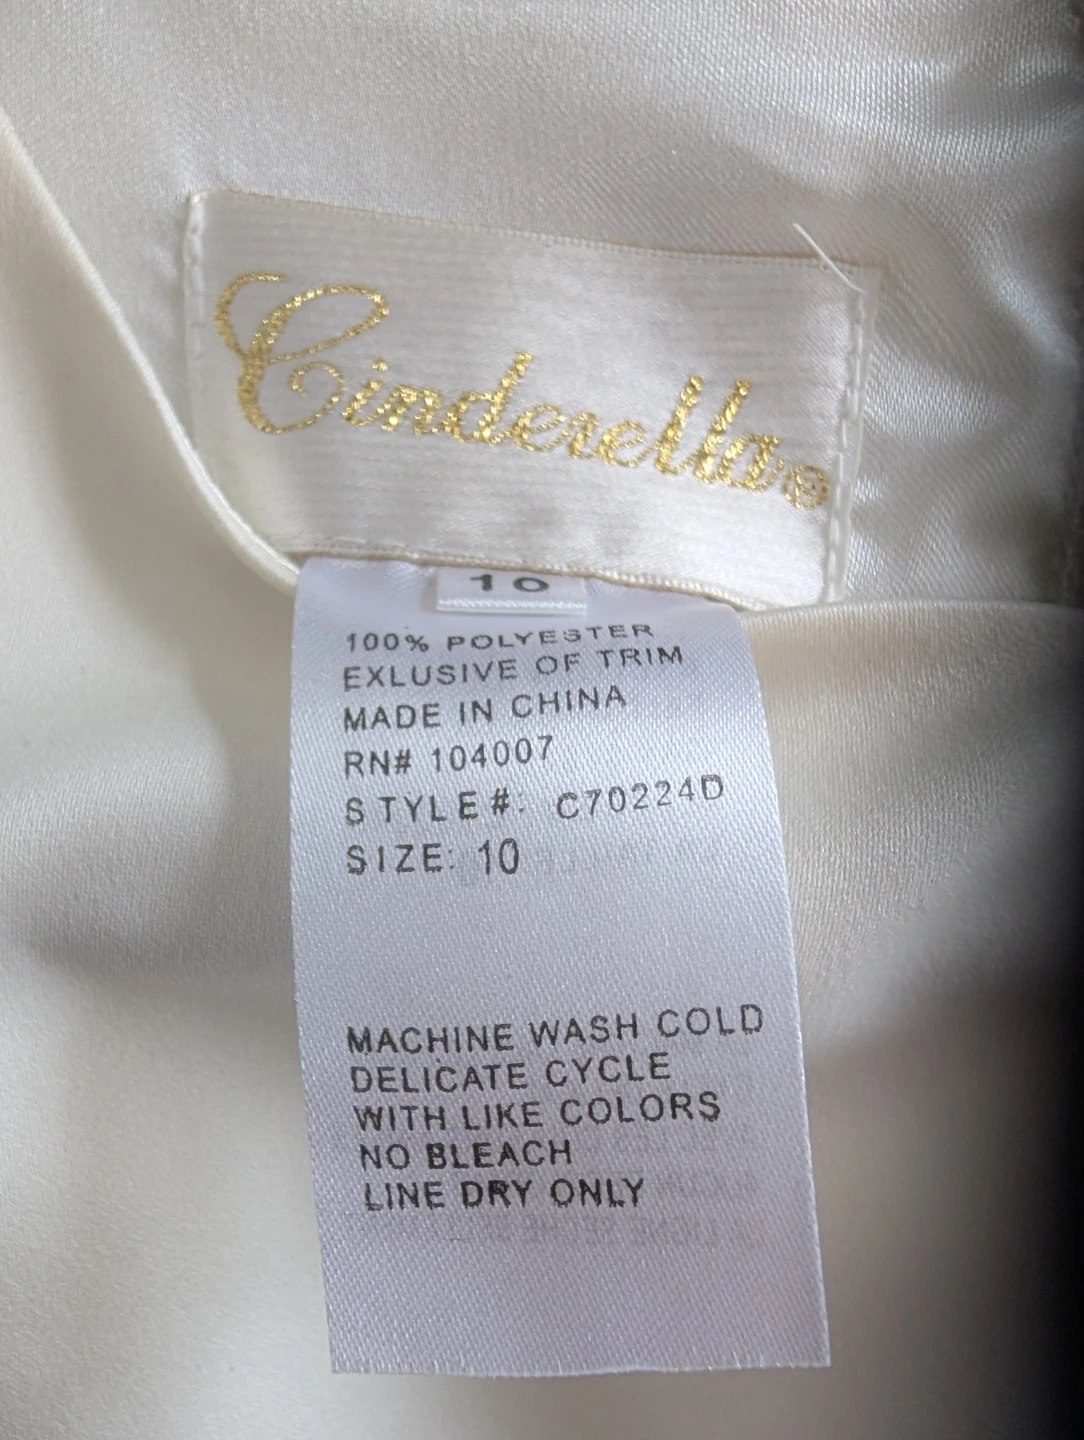 Cinderella®
10
100% POLYESTER
EXLUSIVE OF TRIM
MADE IN CHINA
RN# 104007
STYLE#: C70224D
SIZE: 10
MACHINE WASH COLD
DELICATE CYCLE
WITH LIKE COLORS
NO BLEACH
LINE DRY ONLY